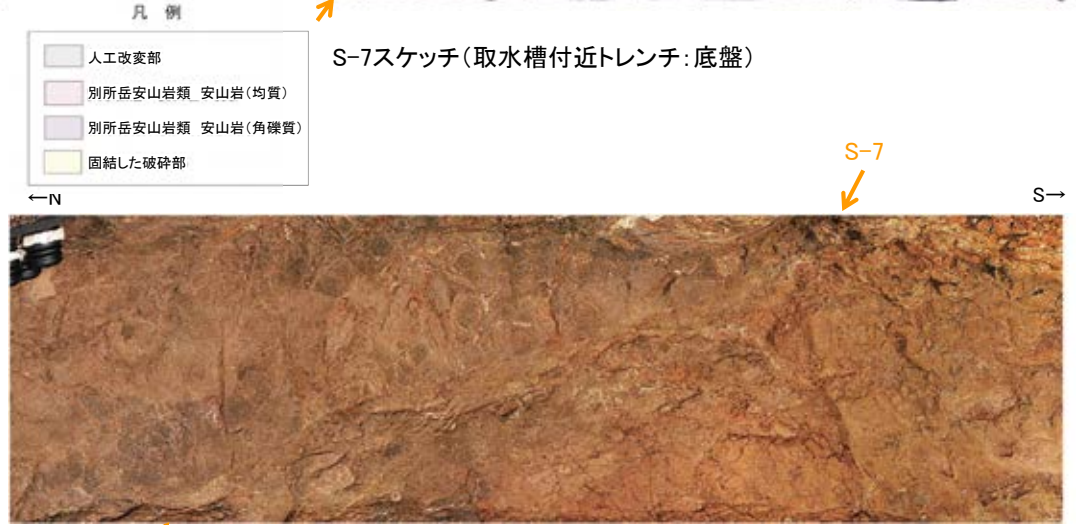 凡 例
人工改変部
別所岳安山岩類 安山岩(均質)
別所岳安山岩類 安山岩(角礫質)
固結した破砕部
S-7スケッチ(取水槽付近トレンチ:底盤)
S-7
←N
S→